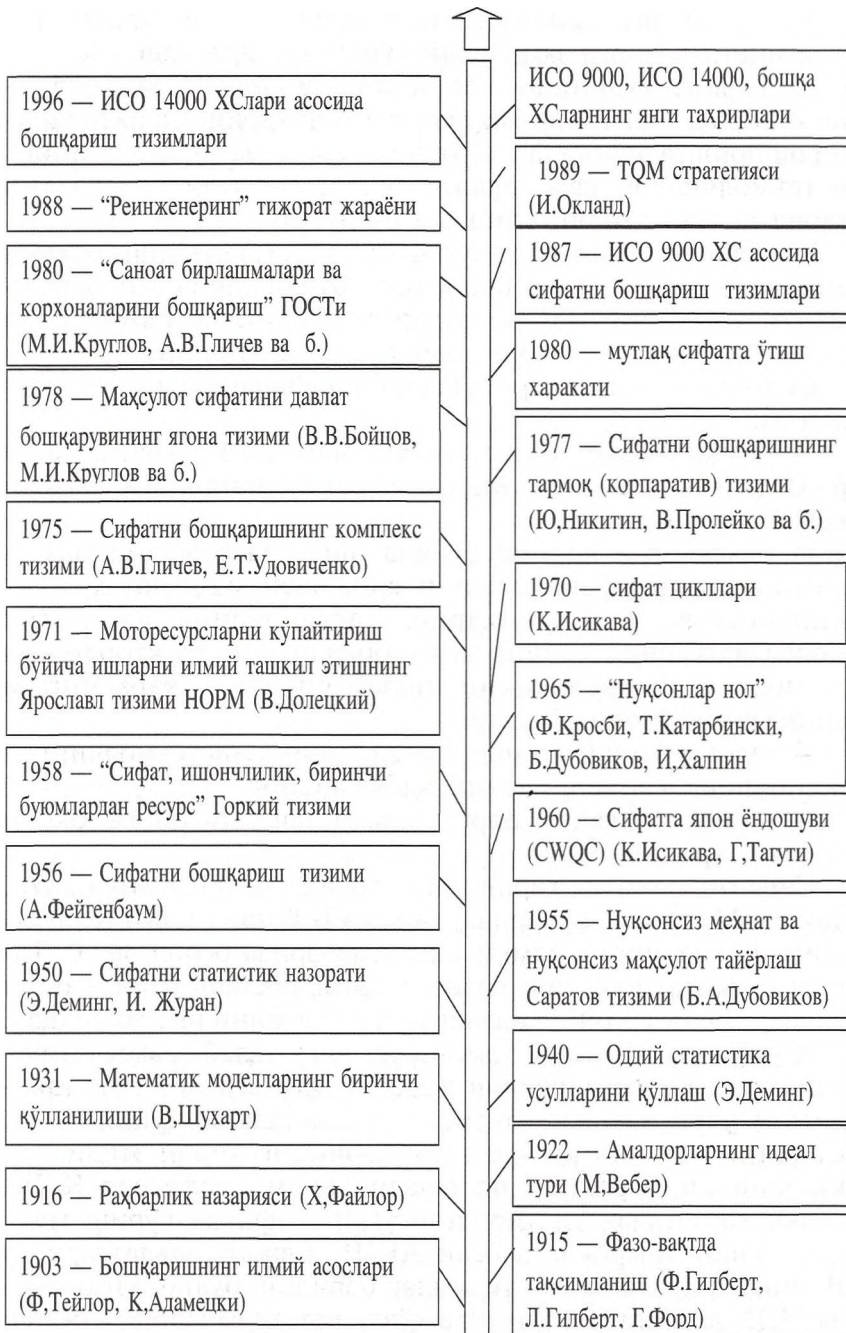 1996 — ИСО 14000 ХСлари асосида
бошқариш тизимлари
1988 — “Реинженеринг” тижорат жараёни
1980 — “Саноат бирлашмалари ва
корхоналарини бошқариш” ГОСТи
(М.И.Круглов, А.В.Гличев ва б.)
1978 — Маҳсулот сифатини давлат
бошқарувининг ягона тизими (В.В.Бойцов,
М.И.Круглов ва б.)
1975 — Сифатни бошқаришнинг комплекс
тизими (А.В.Гличев, Е.Т.Удовиченко)
1971 — Моторесурсларни кўпайтириш
бўйича ишларни илмий ташкил этишнинг
Ярославл тизими НОРМ (В.Долецкий)
1958 — “Сифат, ишончлилик, биринчи
буюмлардан ресурс” Горкий тизими
1956 — Сифатни бошқариш тизими
(А.Фейгенбаум)
1950 — Сифатни статистик назорати
(Э.Деминг, И. Журан)
1931 — Математик моделларнинг биринчи
қўлланилиши (В,Шухарт)
1916 — Раҳбарлик назарияси (Х,Файлор)
1903 — Бошқаришнинг илмий асослари
(Ф,Тейлор, К,Адамецки)
ИСО 9000, ИСО 14000, бошқа
ХСларнинг янги тахрирлари
1989 — TQM стратегияси
(И.Окланд)
1987 — ИСО 9000 ХС асосида
сифатни бошқариш тизимлари
1980 — мутлақ сифатга ўтиш
харакати
1977 — Сифатни бошқаришнинг
тармоқ (корпаратив) тизими
(Ю,Никитин, В.Пролейко ва б.)
1970 — сифат цикллари
(К.Исикава)
1965 — “Нуқсонлар нол”
(Ф.Кросби, Т.Катарбински,
Б.Дубовиков, И,Халпин
1960 — Сифатга япон ёндошуви
(CWQC) (К.Исикава, Г,Тагути)
1955 — Нуқсонсиз меҳнат ва
нуқсонсиз маҳсулот тайёрлаш
Саратов тизими (Б.А.Дубовиков)
1940 — Оддий статистика
усулларини қўллаш (Э.Деминг)
1922 — Амалдорларнинг идеал
тури (М,Вебер)
1915 — Фазо-вақтда
тақсимланиш (Ф.Гилберт,
Л.Гилберт, Г.Форд)